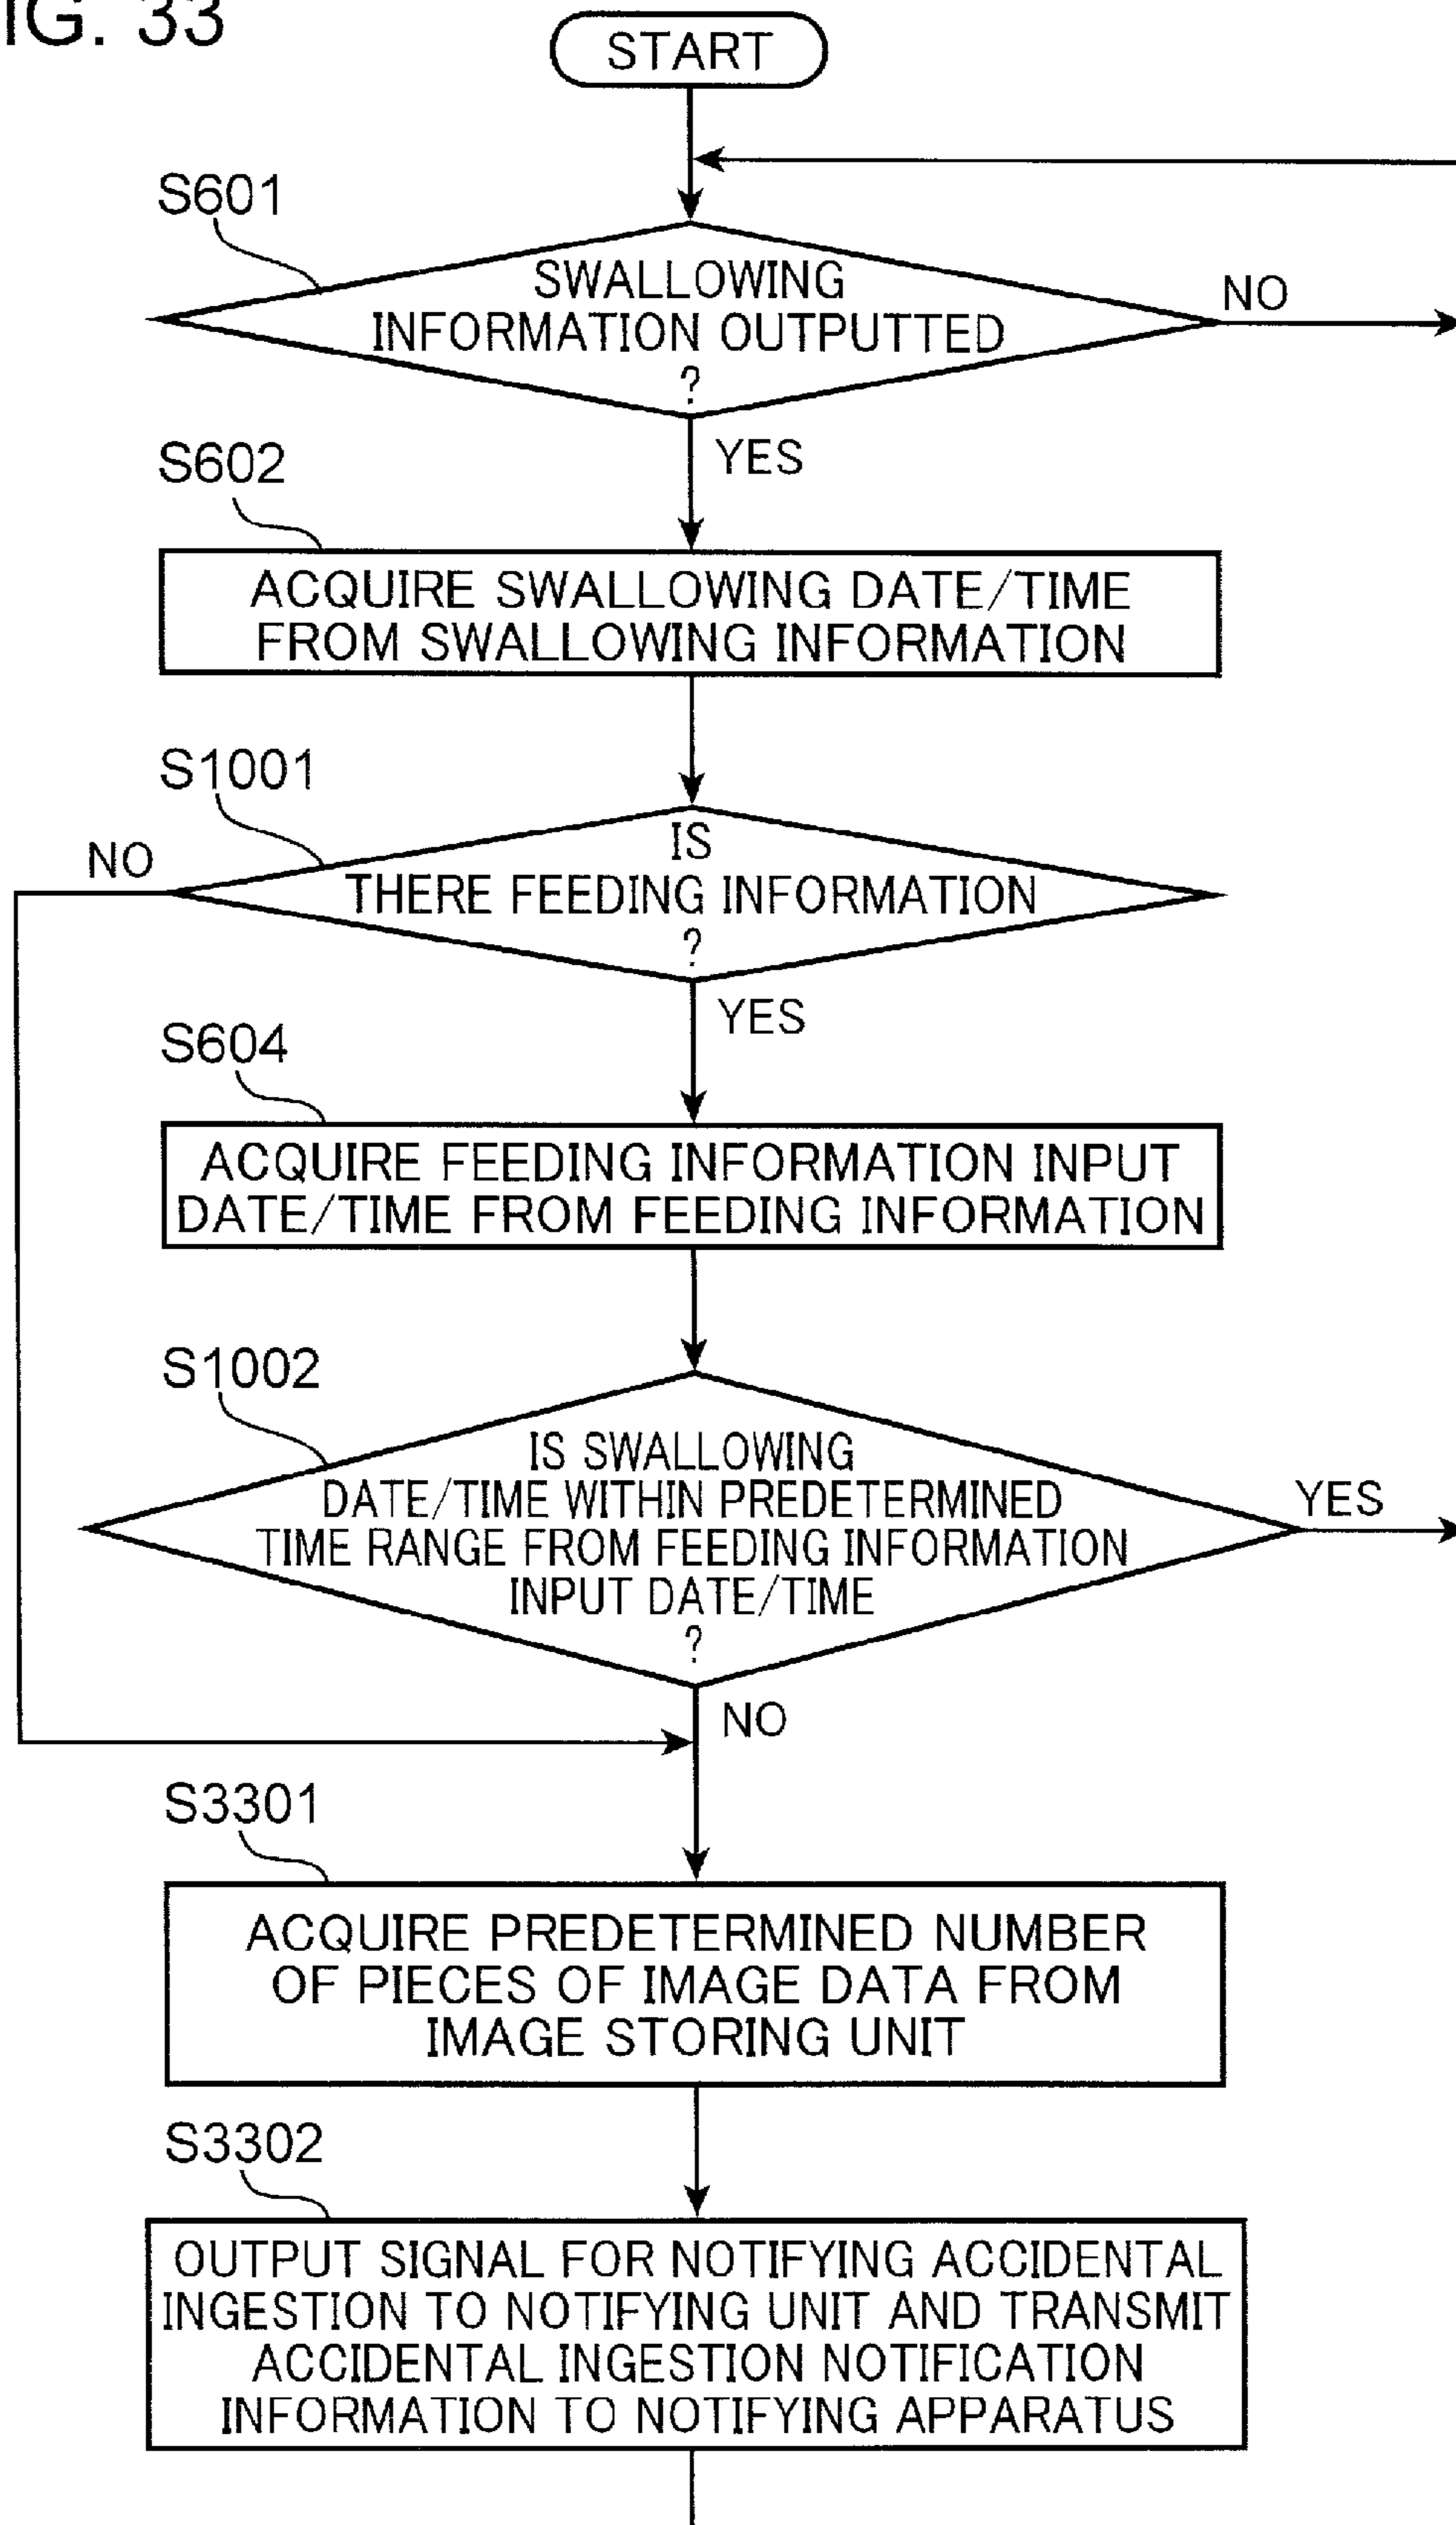 IG. 33
START
S601
SWALLOWING
INFORMATION OUTPUTTED
?
NO
YES
S602
ACQUIRE SWALLOWING DATE/TIME
FROM SWALLOWING INFORMATION
S1001
NO
IS
THERE FEEDING INFORMATION
?
YES
S604
ACQUIRE FEEDING INFORMATION INPUT
DATE/TIME FROM FEEDING INFORMATION
S1002
IS SWALLOWING
DATE/TIME WITHIN PREDETERMINED
TIME RANGE FROM FEEDING INFORMATION
INPUT DATE/TIME
?
YES
NO
S3301
ACQUIRE PREDETERMINED NUMBER
OF PIECES OF IMAGE DATA FROM
IMAGE STORING UNIT
S3302
OUTPUT SIGNAL FOR NOTIFYING ACCIDENTAL
INGESTION TO NOTIFYING UNIT AND TRANSMIT
ACCIDENTAL INGESTION NOTIFICATION
INFORMATION TO NOTIFYING APPARATUS